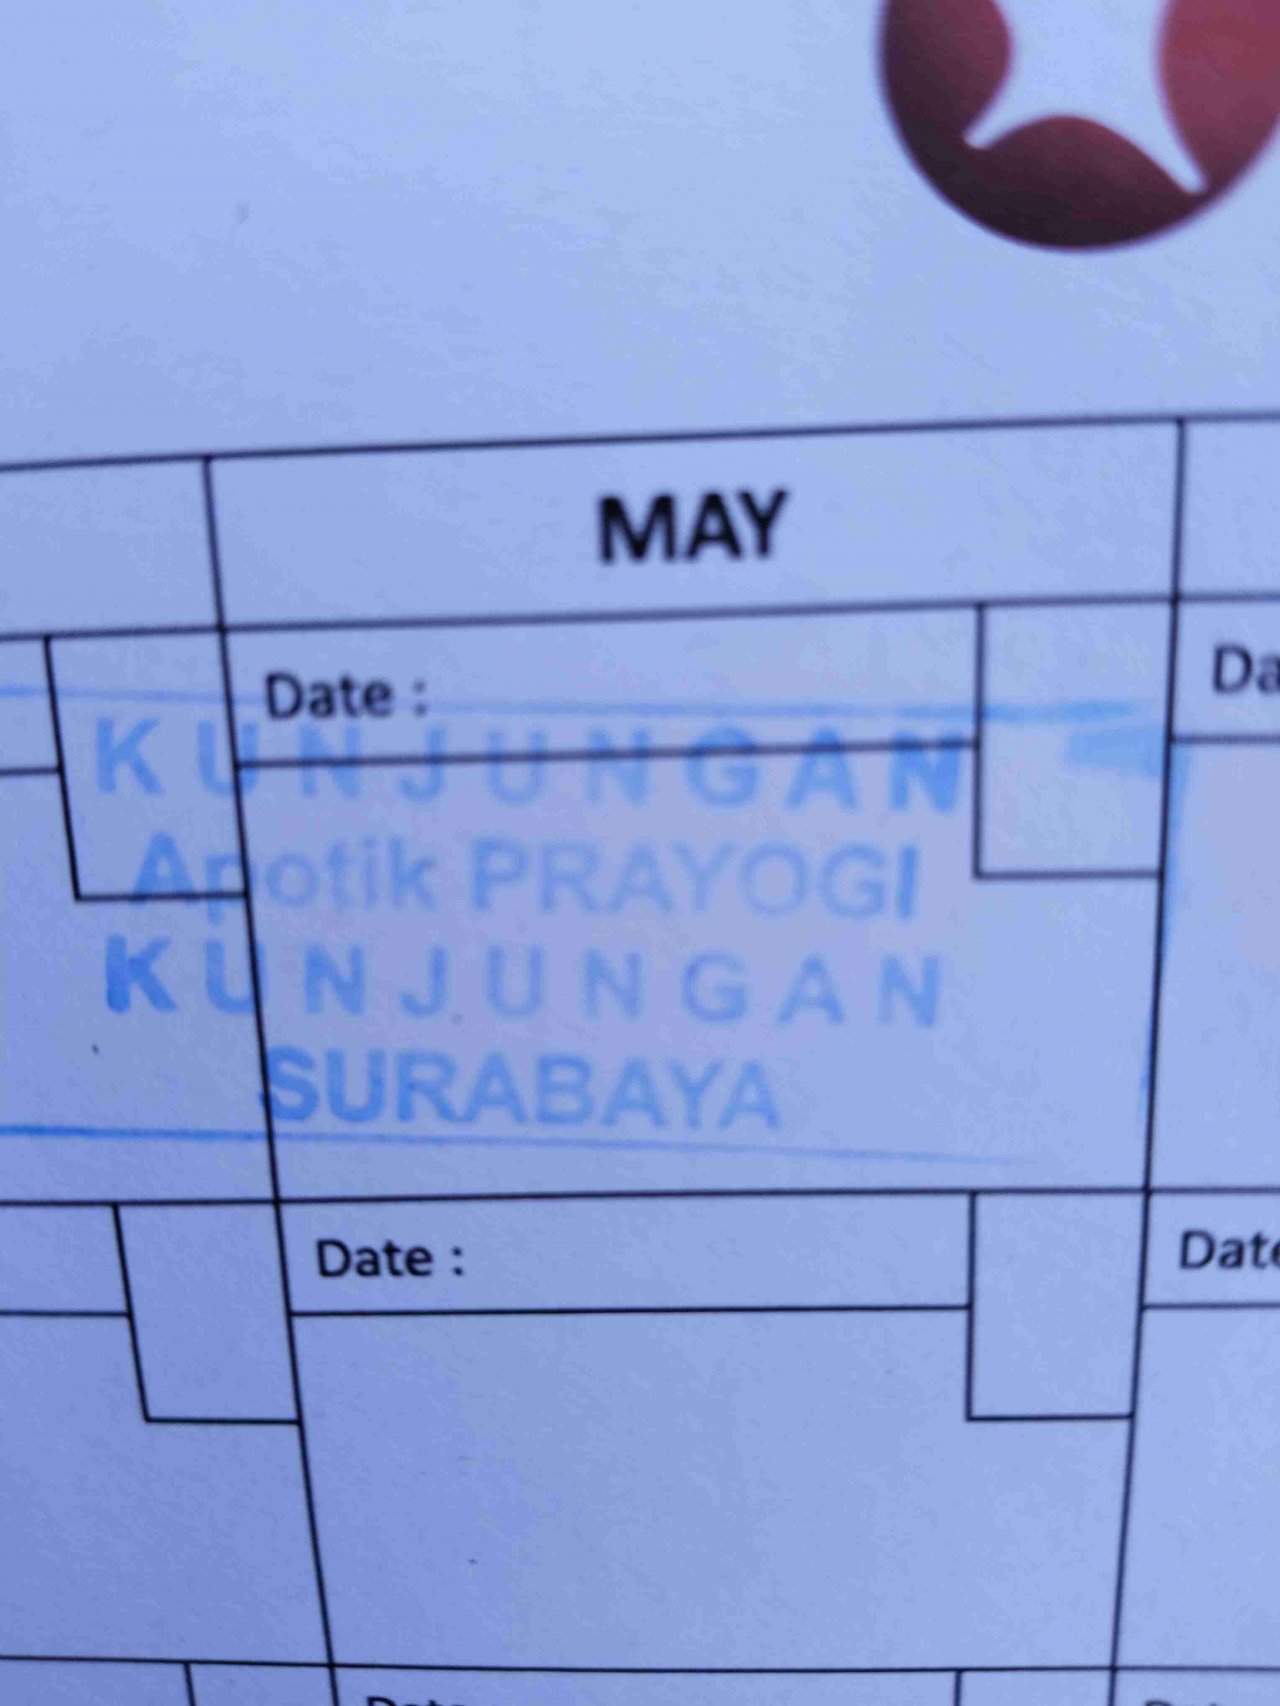 MAY
Date :
Da
KUNJUNGAN
Apotik PRAYOGI
KUNJUNGAN
SURABAYA
Date :
Date